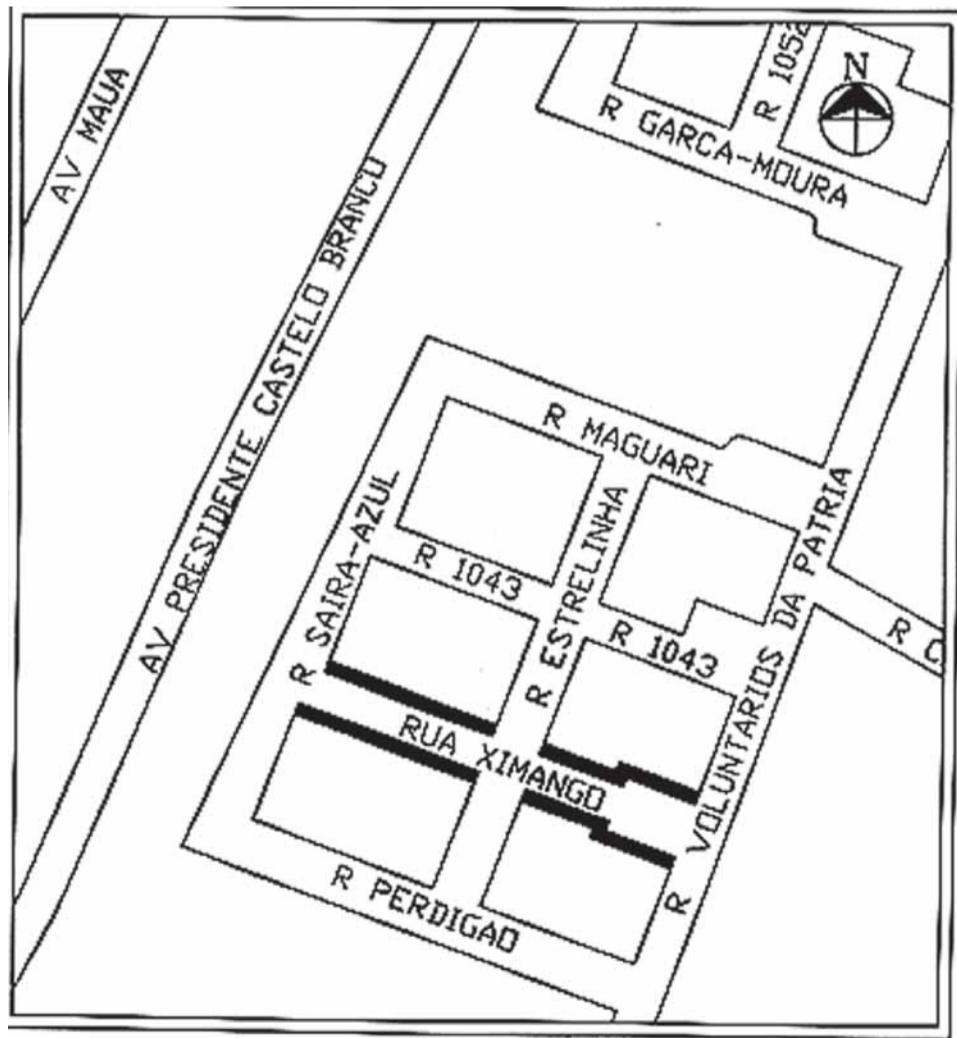 AV MAUA
R 1052
N
R GARCA-MOURA
AV PRESIDENTE CASTELO BRANCO
R MAGUARI
R SAIRA-AZUL
R 1043
R ESTRELINHA
R 1043
R VOLUNTARIOS DA PATRIA
R
RUA XIMANGO
R PERDIGAO